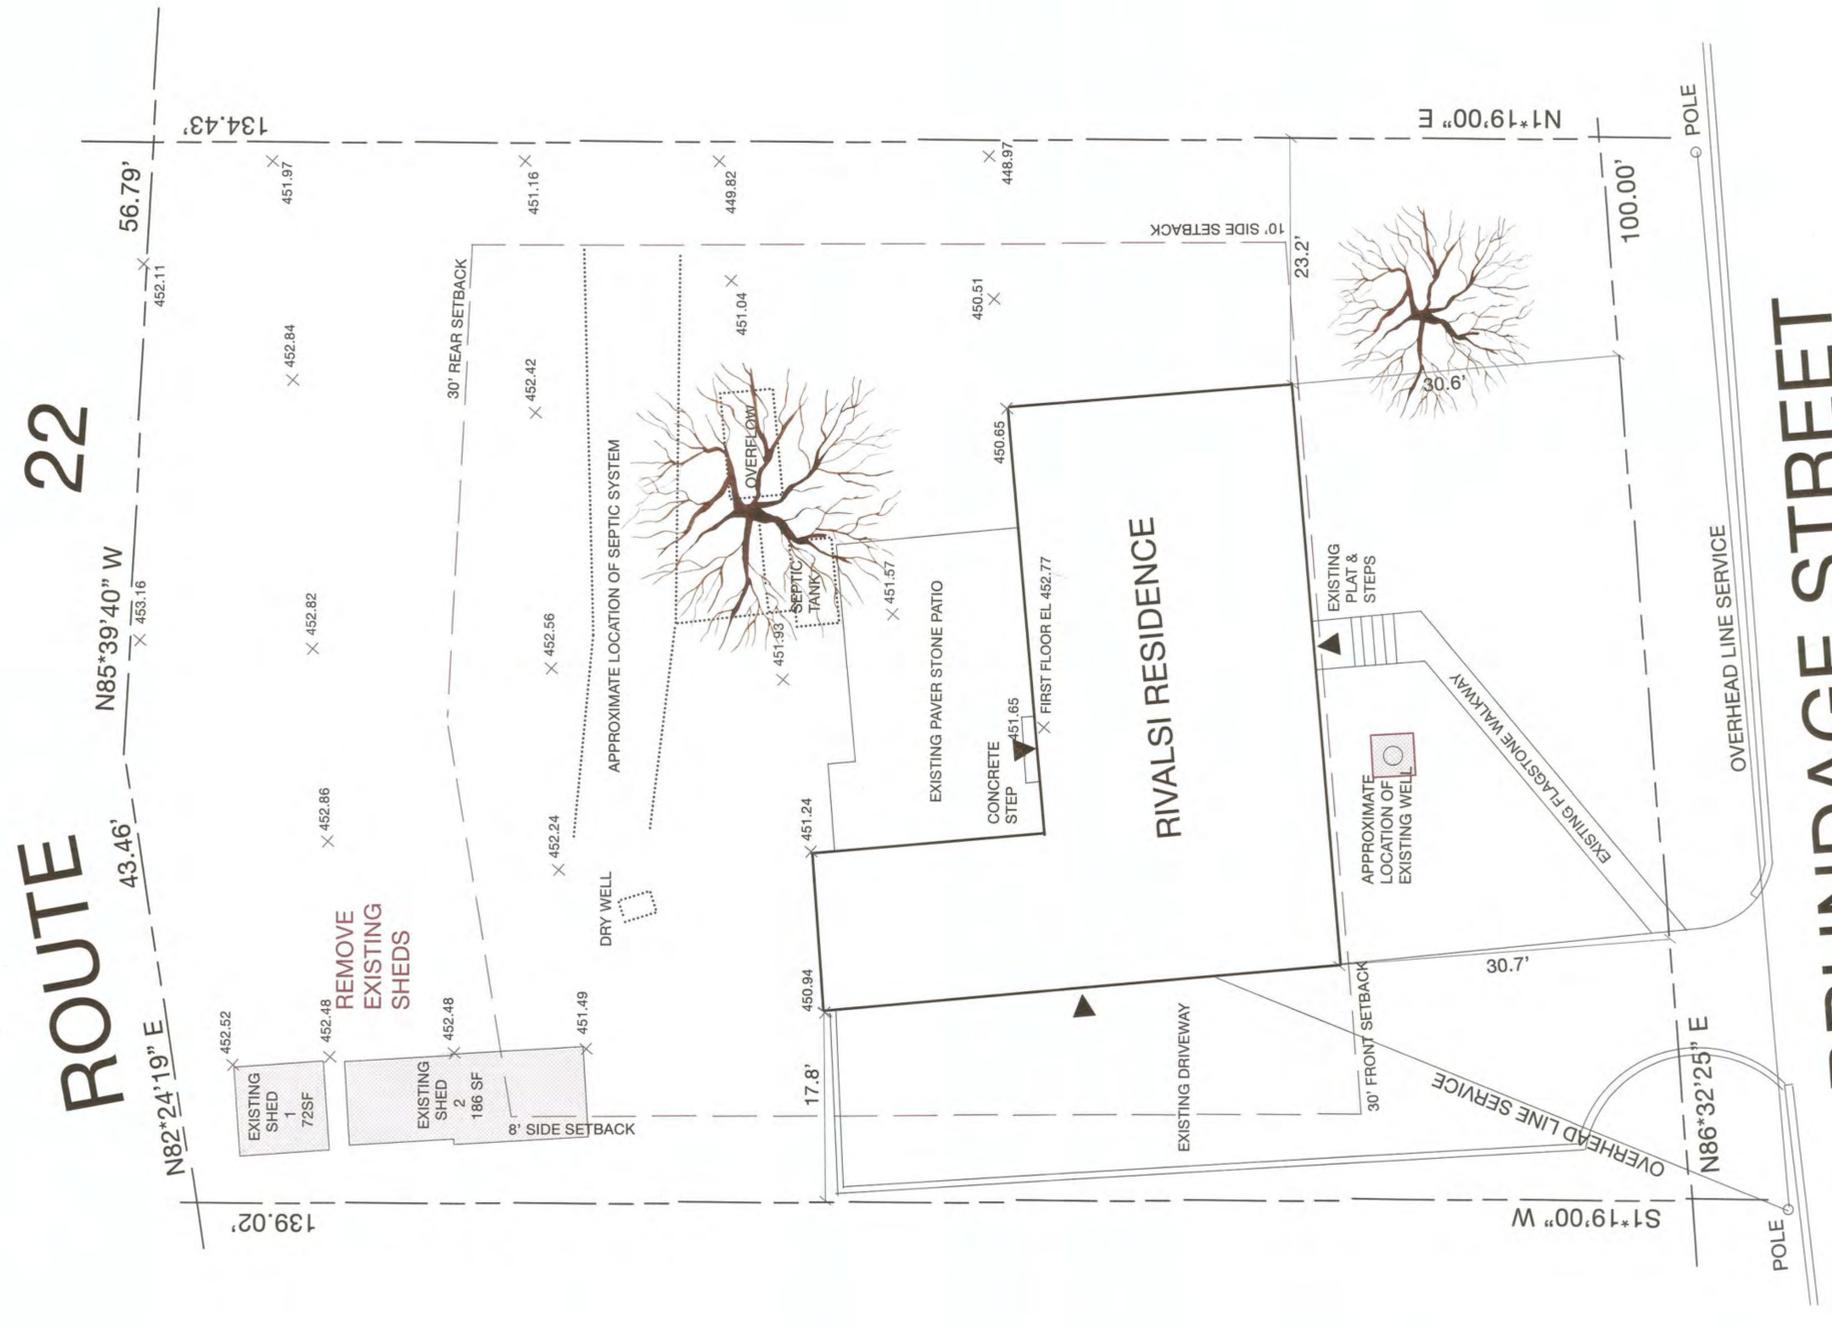 ROUTE 22
N82*24'19" E
43.46'
N85*39'40" W
56.79'
134.43'
N1*19'00" E
139.02'
S1*19'00" W
N86*32'25" E
100.00'
452.52
452.48
452.48
451.49
452.86
452.82
453.16
452.84
452.11
451.97
451.16
449.82
448.97
452.24
452.56
452.42
451.04
450.51
451.93
451.57
451.24
450.94
450.65
451.65
REMOVE
EXISTING
SHEDS
EXISTING
SHED
1
72SF
EXISTING
SHED
2
186 SF
8' SIDE SETBACK
30' REAR SETBACK
10' SIDE SETBACK
30' FRONT SETBACK
DRY WELL
APPROXIMATE LOCATION OF SEPTIC SYSTEM
OVERFLOW
SEPTIC
TANK
EXISTING PAVER STONE PATIO
CONCRETE
STEP
FIRST FLOOR EL 452.77
RIVALSI RESIDENCE
17.8'
23.2'
30.6'
30.7'
EXISTING DRIVEWAY
EXISTING
PLAT &
STEPS
APPROXIMATE
LOCATION OF
EXISTING WELL
EXISTING FLAGSTONE WALKWAY
OVERHEAD LINE SERVICE
OVERHEAD LINE SERVICE
POLE
POLE
STREET